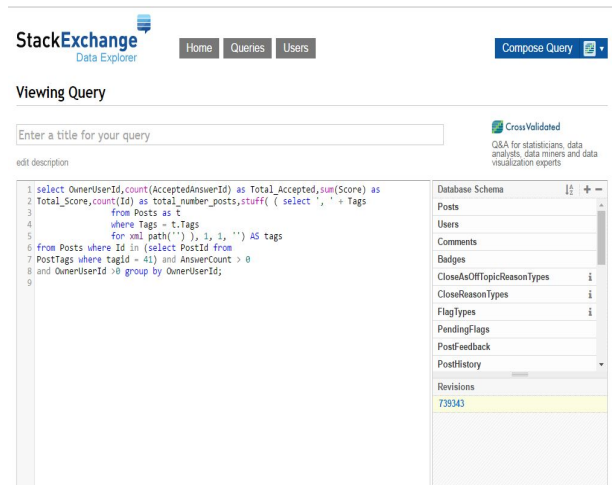 StackExchange
Data Explorer
Home Queries Users
Compose Query
Viewing Query
Enter a title for your query
edit description
CrossValidated
Q&A for statisticians, data
analysts, data miners and data
visualization experts
1 select OwnerUserId,count(AcceptedAnswerId) as Total_Accepted,sum(Score) as
2 Total_Score,count(Id) as total_number_posts,stuff( ( select ', ' + Tags
3 from Posts as t
4 where Tags = t.Tags
5 for xml path('') ), 1, 1, '') AS tags
6 from Posts where Id in (select PostId from
7 PostTags where tagid = 41) and AnswerCount > 0
8 and OwnerUserId >0 group by OwnerUserId;
9
Database Schema
Posts
Users
Comments
Badges
CloseAsOffTopicReasonTypes
CloseReasonTypes
FlagTypes
PendingFlags
PostFeedback
PostHistory
Revisions
739343